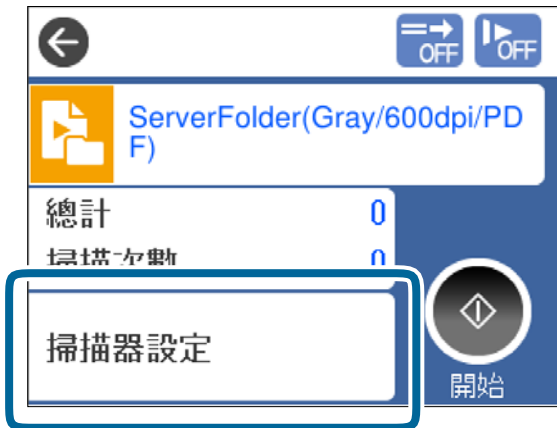 OFF
OFF
ServerFolder(Gray/600dpi/PD
F)
總計 0
掃描次數 0
掃描器設定
開始